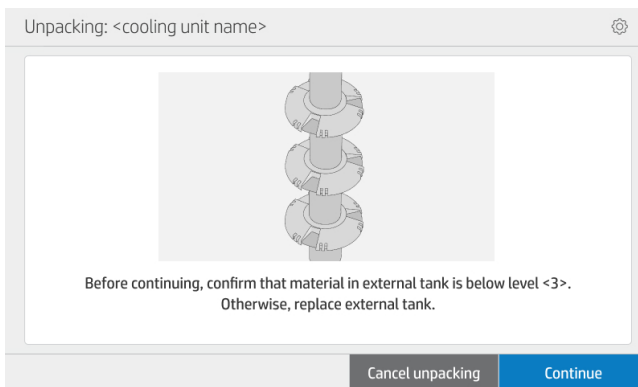 Unpacking: <cooling unit name>
Before continuing, confirm that material in external tank is below level <3>.
Otherwise, replace external tank.
Cancel unpacking
Continue